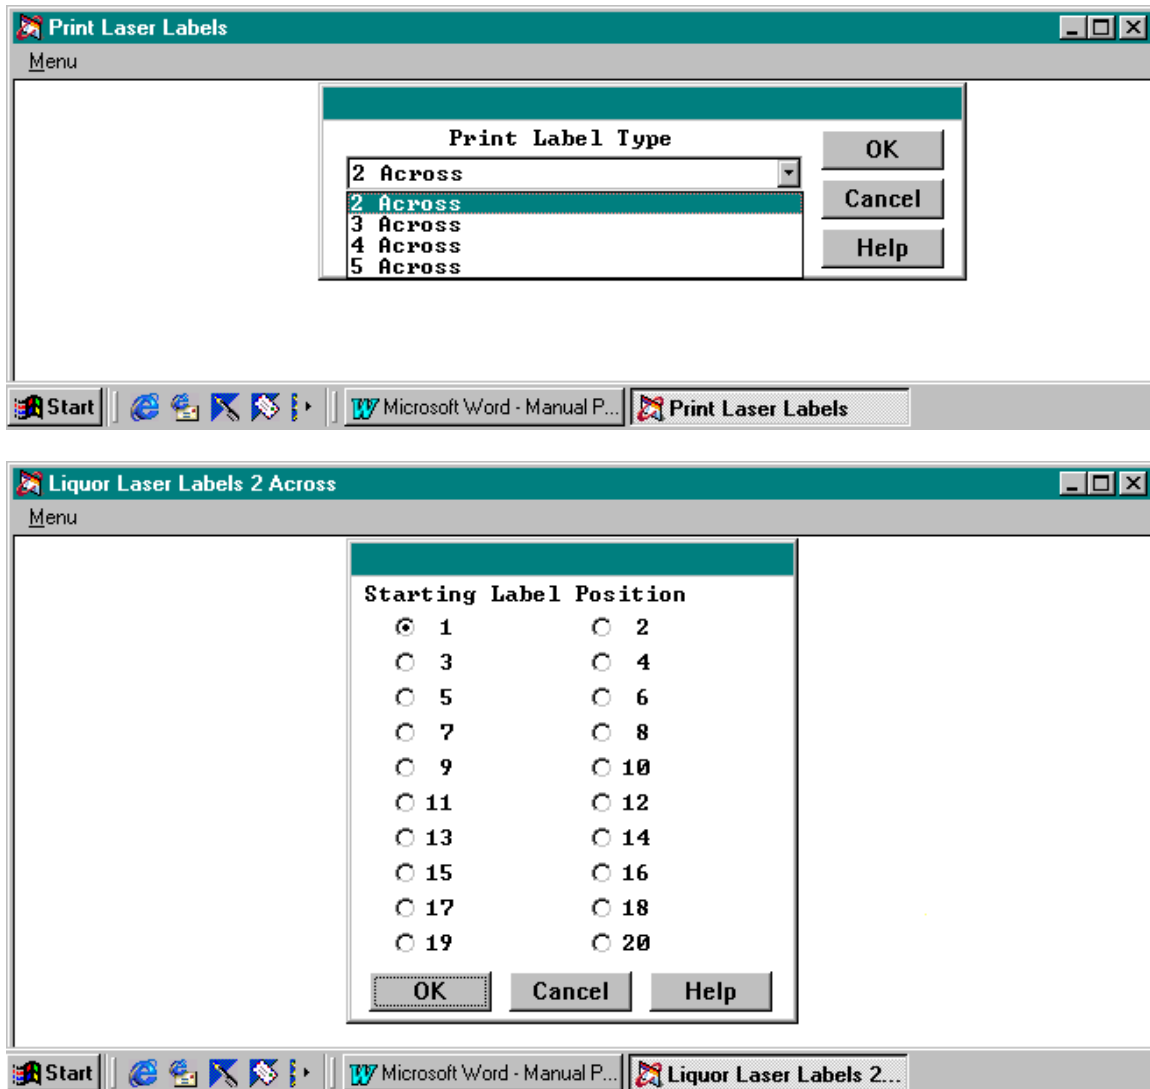 Print Laser Labels
Menu
Print Label Type
2 Across
2 Across
3 Across
4 Across
5 Across
OK
Cancel
Help
Start Microsoft Word - Manual P... Print Laser Labels
Liquor Laser Labels 2 Across
Menu
Starting Label Position
1 2
3 4
5 6
7 8
9 10
11 12
13 14
15 16
17 18
19 20
OK Cancel Help
Start Microsoft Word - Manual P... Liquor Laser Labels 2...